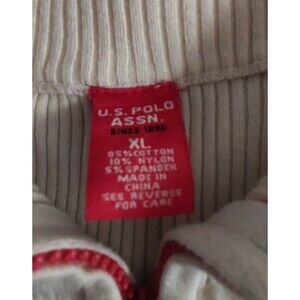 U.S. POLO
ASSN.
SINCE 1890
XL
85%COTTON
10% NYLON
5%SPANDEX
MADE IN
CHINA
SEE REVERSE
FOR CARE